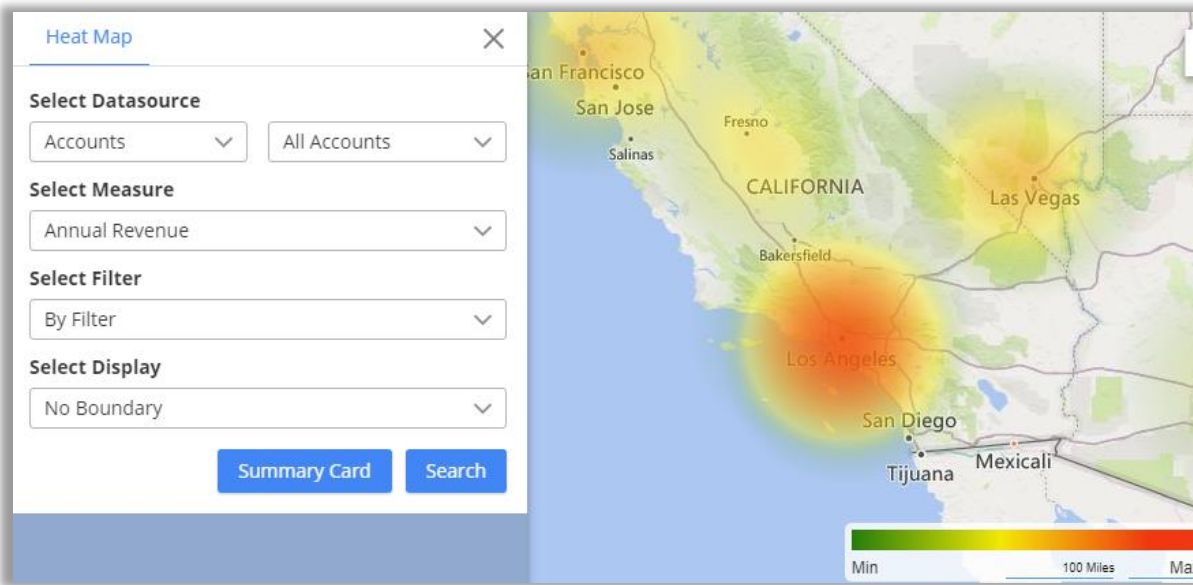 Heat Map
Select Datasource
Accounts
All Accounts
Select Measure
Annual Revenue
Select Filter
By Filter
Select Display
No Boundary
Summary Card
Search
an Francisco
San Jose
Salinas
Fresno
CALIFORNIA
Las Vegas
Bakersfield
Los Angeles
San Diego
Tijuana
Mexicali
Min
100 Miles
Ma